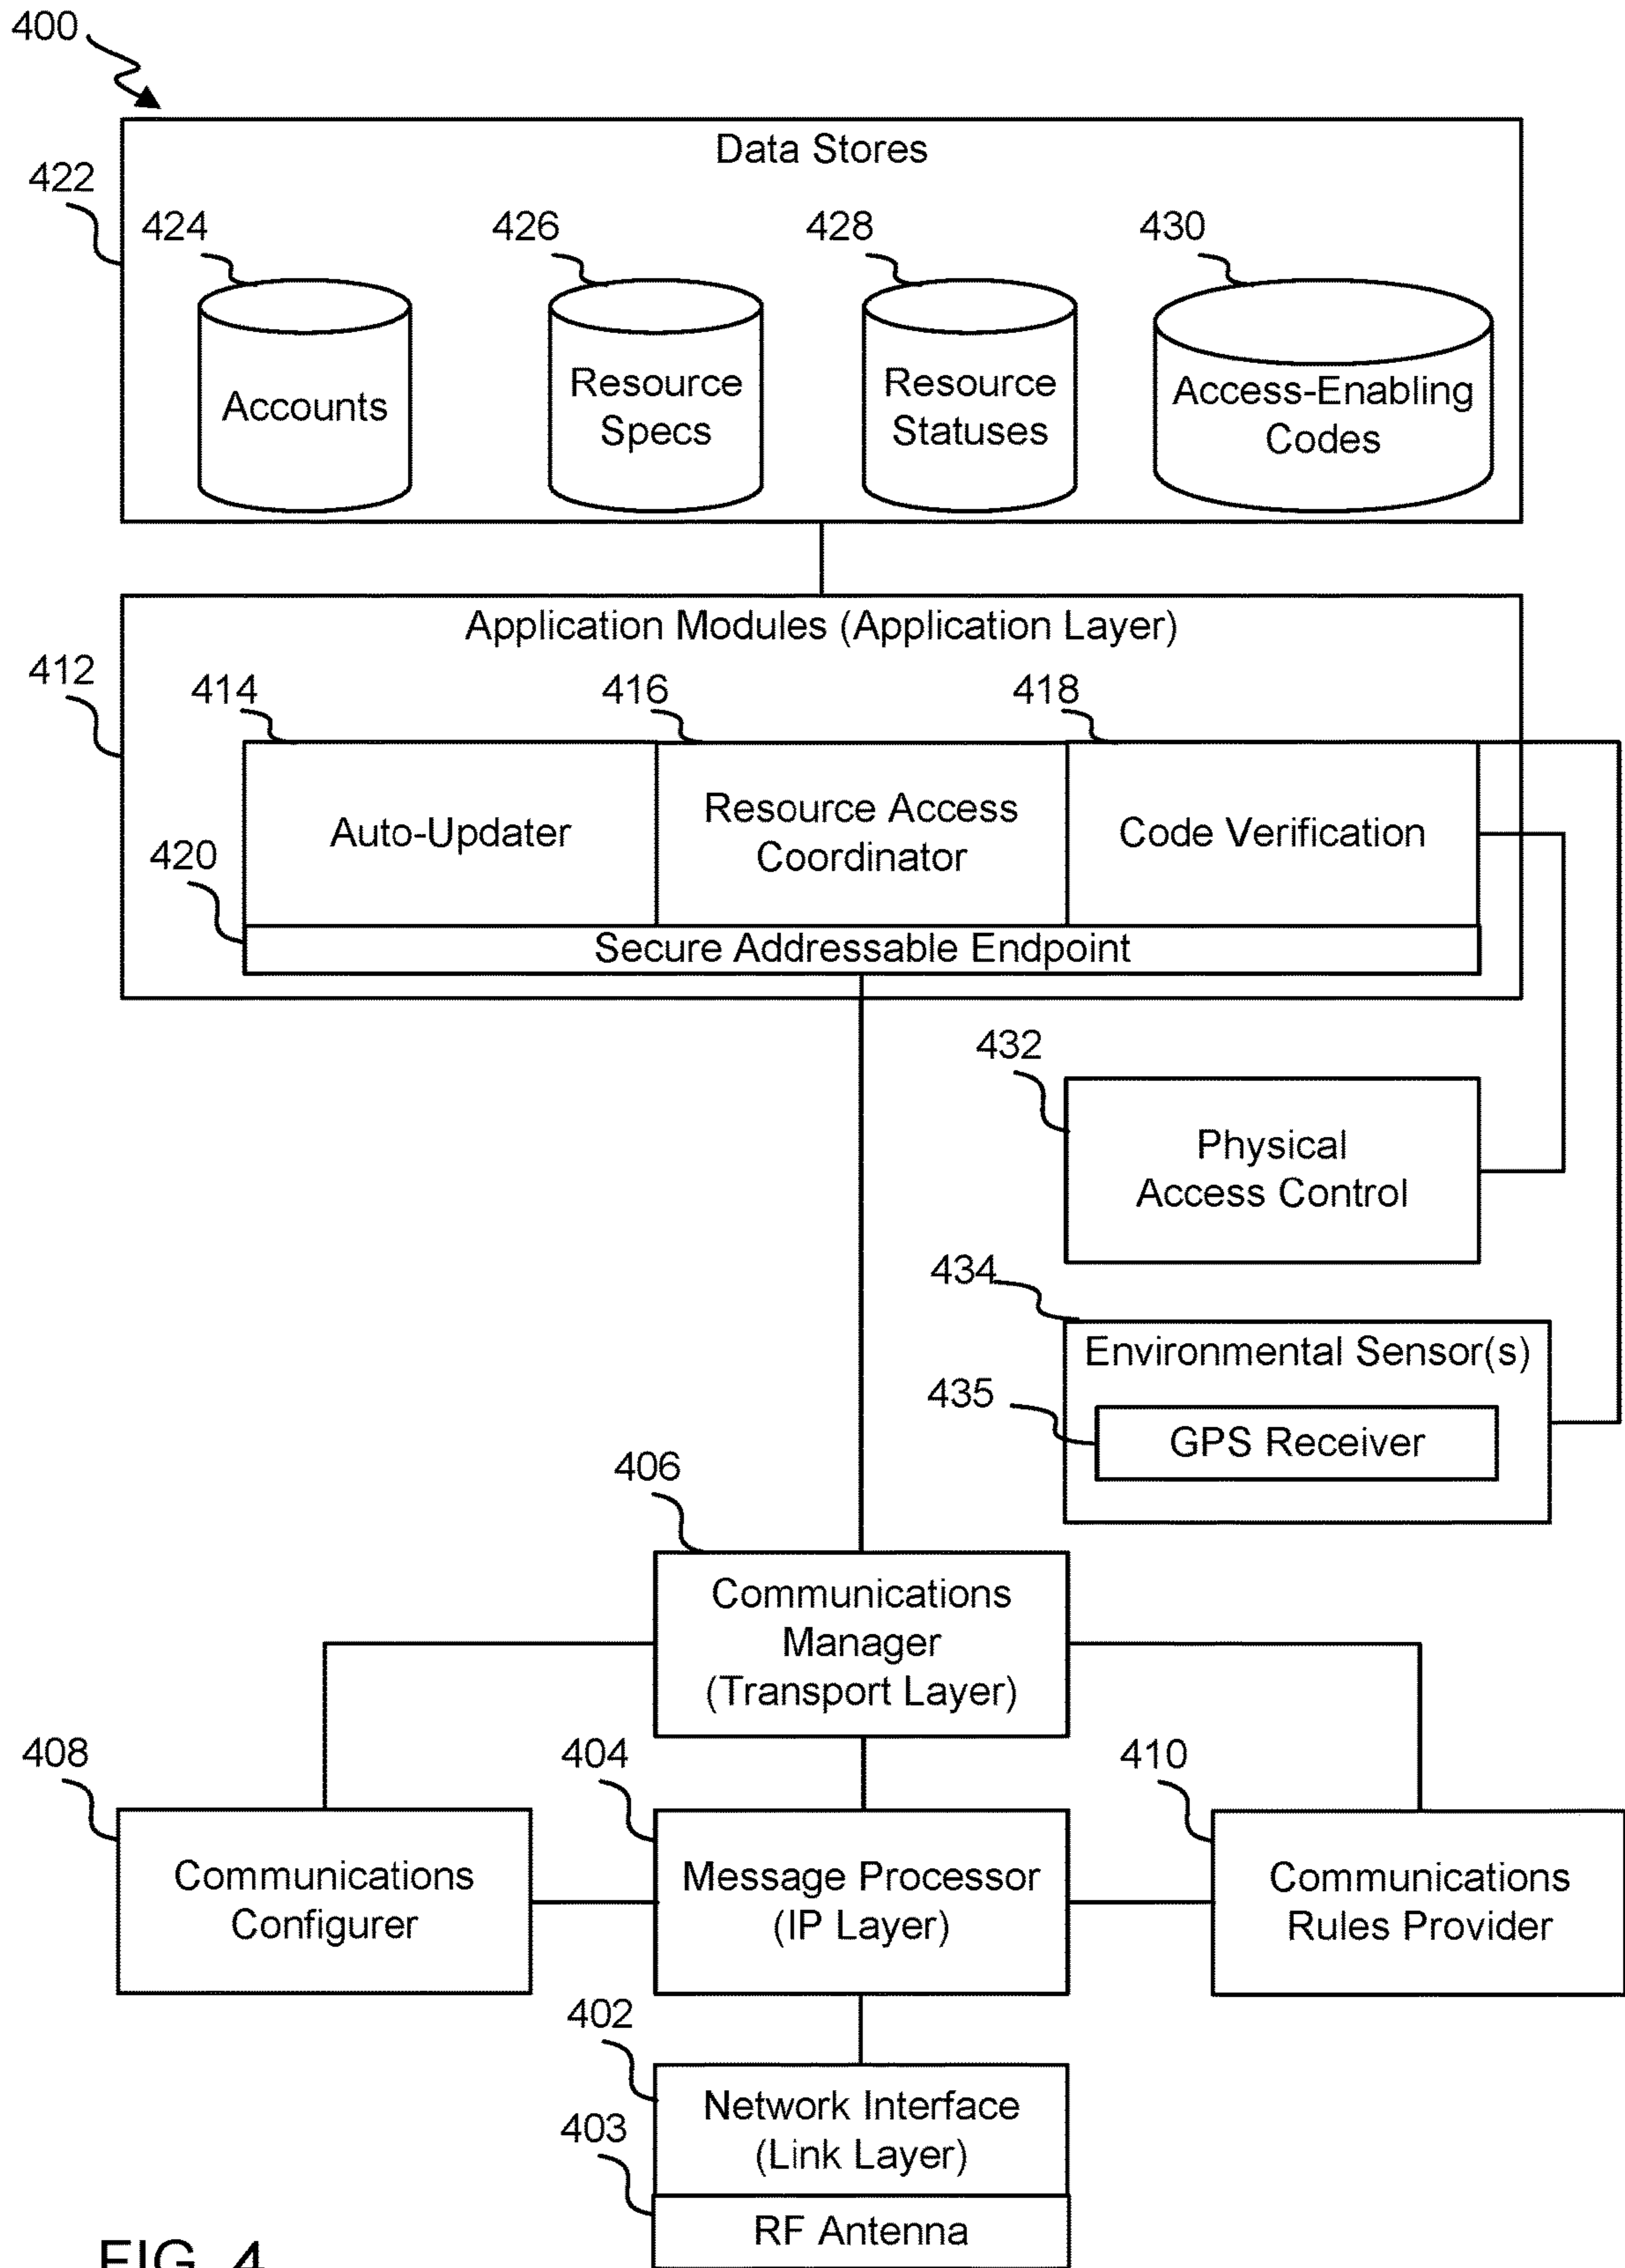 400
Data Stores
422
424
426
428
430
Accounts
Resource
Specs
Resource
Statuses
Access-Enabling
Codes
Application Modules (Application Layer)
412
414
416
418
Auto-Updater
Resource Access
Coordinator
Code Verification
420
Secure Addressable Endpoint
432
Physical
Access Control
434
Environmental Sensor(s)
435
GPS Receiver
406
Communications
Manager
(Transport Layer)
408
404
410
Communications
Configurer
Message Processor
(IP Layer)
Communications
Rules Provider
402
Network Interface
(Link Layer)
403
RF Antenna
FIG. 4